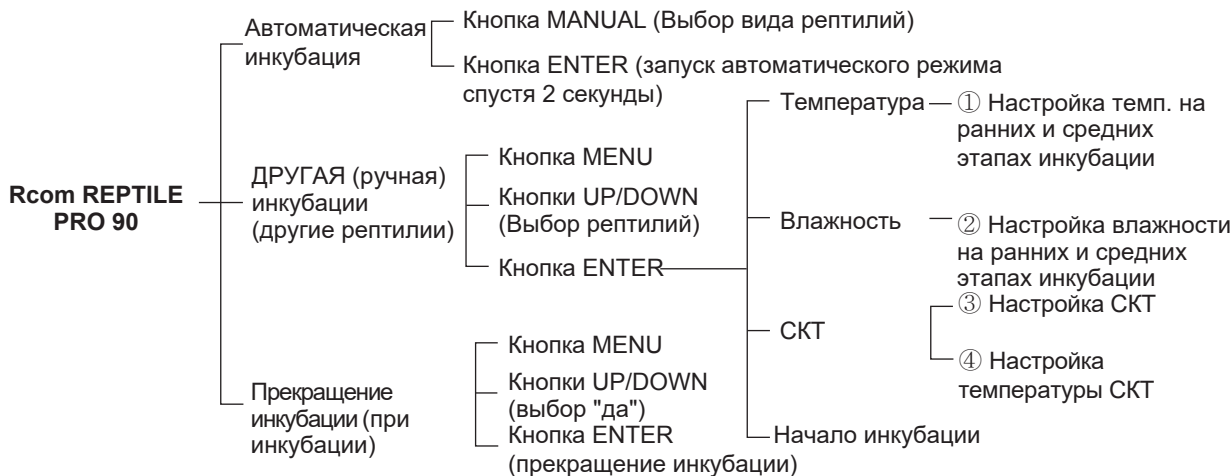 Rcom REPTILE
PRO 90
Автоматическая
инкубация
Кнопка MANUAL (Выбор вида рептилий)
Кнопка ENTER (запуск автоматического режима
спустя 2 секунды)
ДРУГАЯ (ручная)
инкубации
(другие рептилии)
Кнопка MENU
Кнопки UP/DOWN
(Выбор рептилий)
Кнопка ENTER
Температура
① Настройка темп. на
ранних и средних
этапах инкубации
Влажность
② Настройка влажности
на ранних и средних
этапах инкубации
СКТ
③ Настройка СКТ
④ Настройка
температуры СКТ
Начало инкубации
Прекращение
инкубации (при
инкубации)
Кнопка MENU
Кнопки UP/DOWN
(выбор "да")
Кнопка ENTER
(прекращение инкубации)